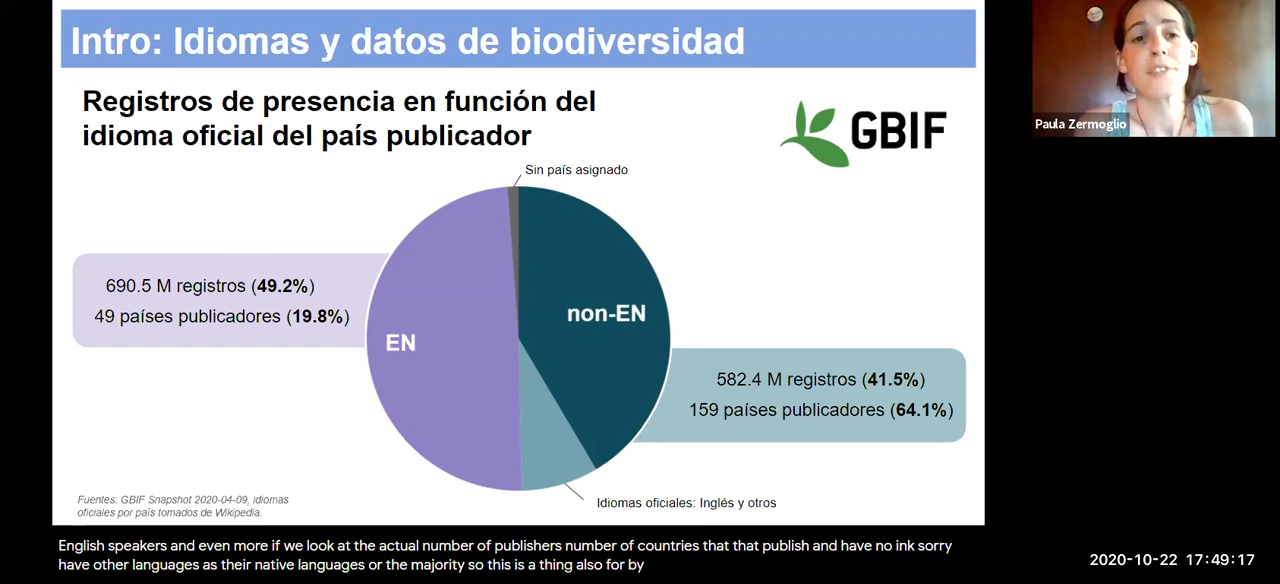 Intro: Idiomas y datos de biodiversidad
Registros de presencia en función del
idioma oficial del país publicador
GBIF
Paula Zermoglio
Sin país asignado
690.5 M registros (49.2%)
49 países publicadores (19.8%)
non-EN
EN
582.4 M registros (41.5%)
159 países publicadores (64.1%)
Idiomas oficiales: Inglés y otros
Fuentes: GBIF Snapshot 2020-04-09, idiomas
oficiales por país tomados de Wikipedia.
English speakers and even more if we look at the actual number of publishers number of countries that that publish and have no ink sorry
have other languages as their native languages or the majority so this is a thing also for by
2020-10-22 17:49:17